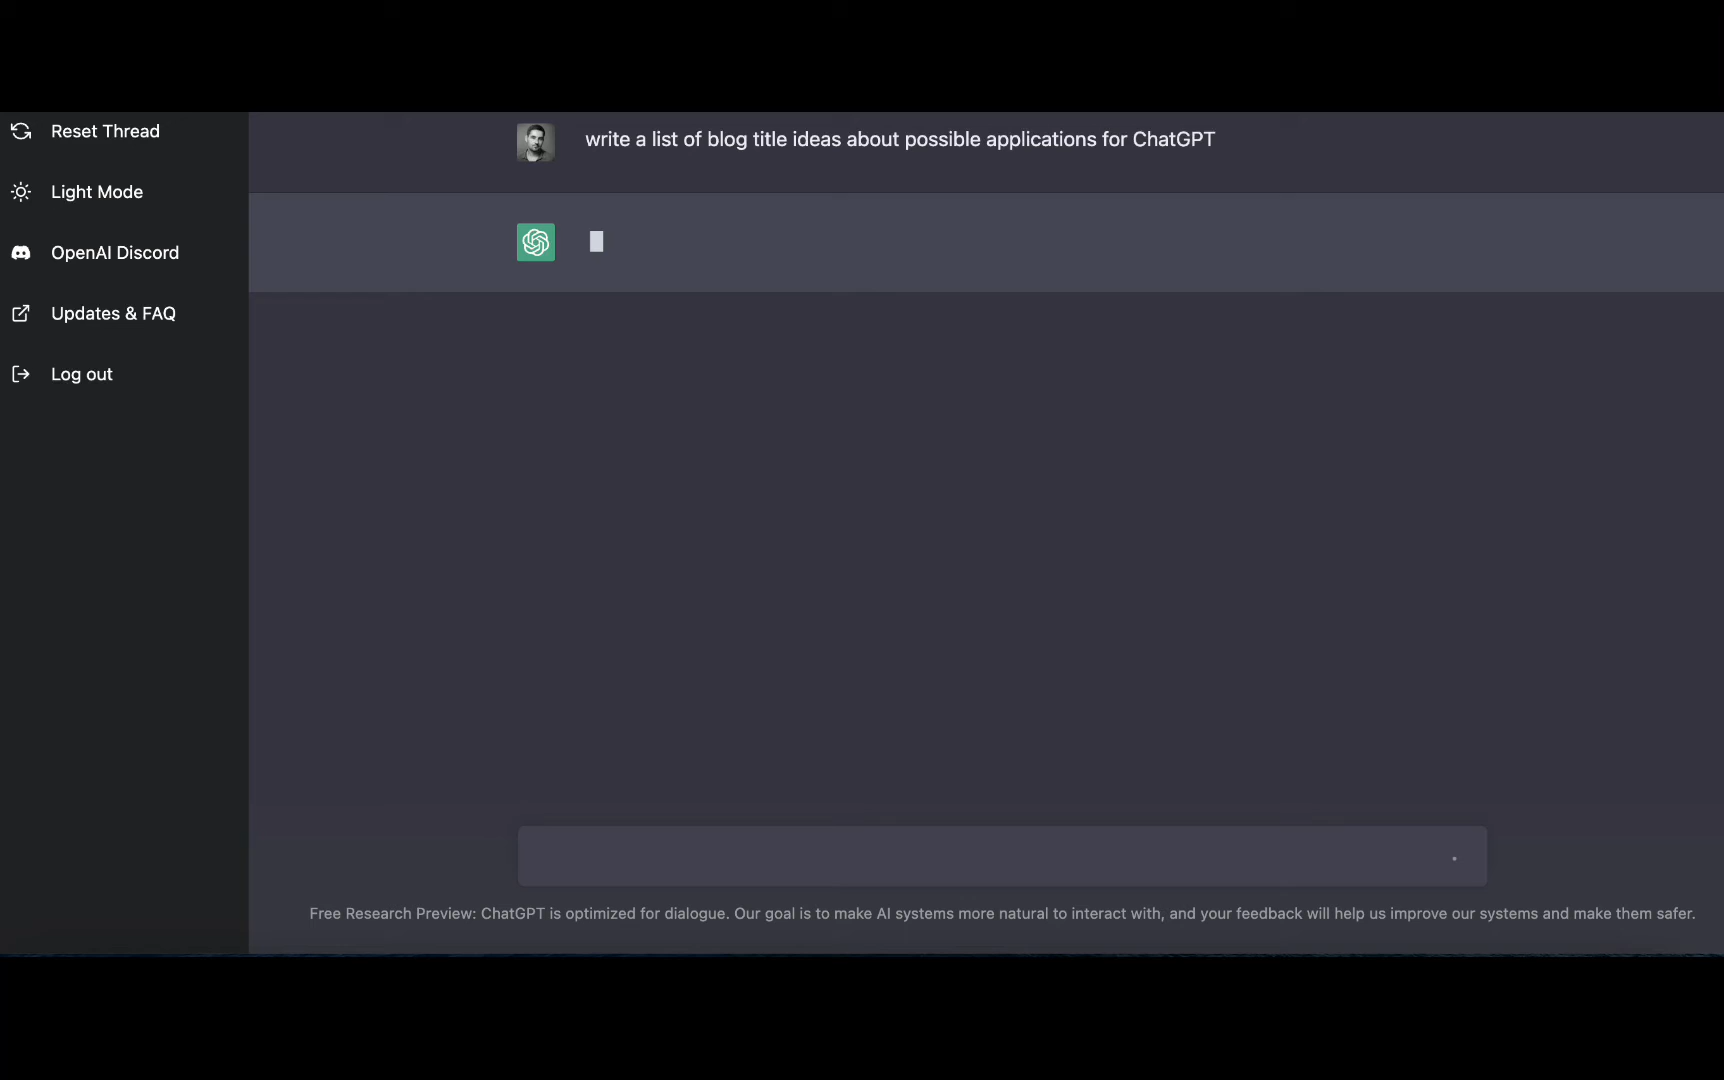 Reset Thread
Light Mode
OpenAI Discord
Updates & FAQ
Log out
write a list of blog title ideas about possible applications for ChatGPT
Free Research Preview: ChatGPT is optimized for dialogue. Our goal is to make AI systems more natural to interact with, and your feedback will help us improve our systems and make them safer.